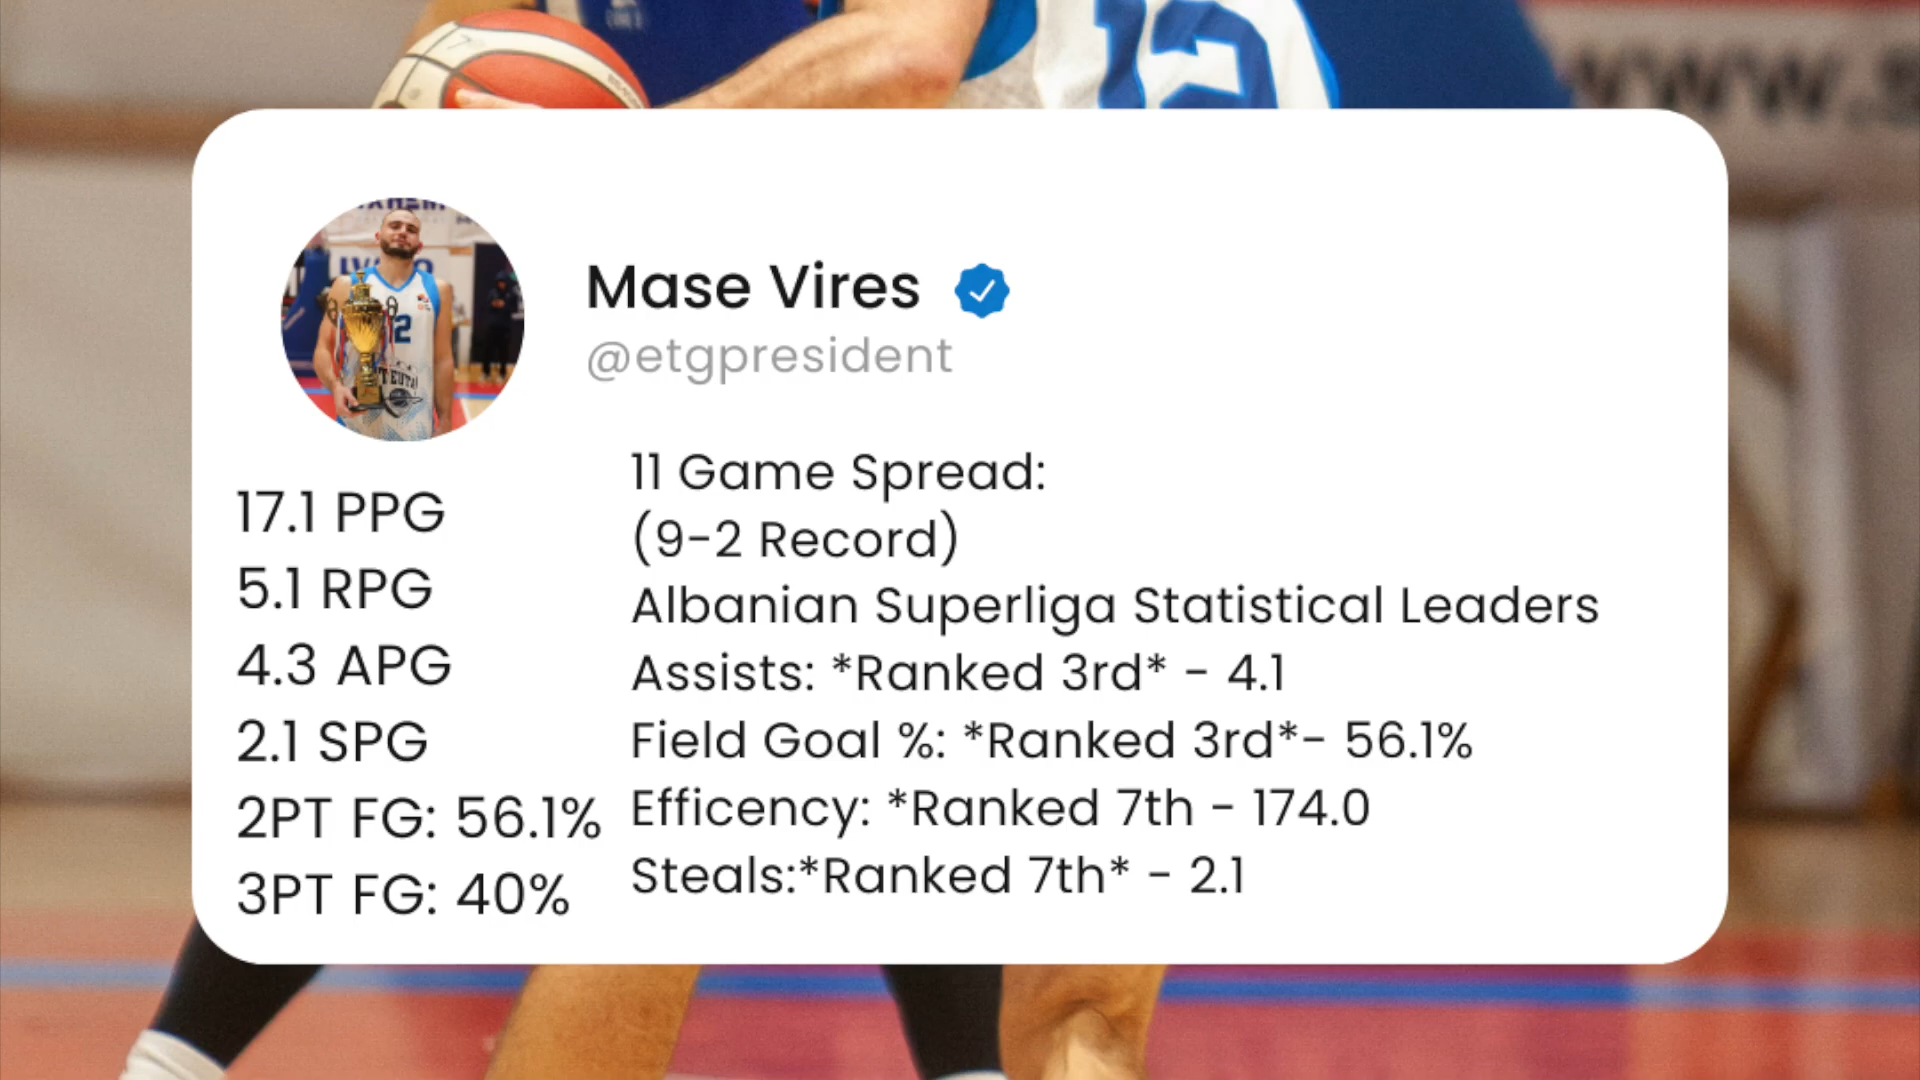 12
www.s
Mase Vires
@etgpresident
17.1 PPG
5.1 RPG
4.3 APG
2.1 SPG
2PT FG: 56.1%
3PT FG: 40%
11 Game Spread:
(9-2 Record)
Albanian Superliga Statistical Leaders
Assists: *Ranked 3rd* - 4.1
Field Goal %: *Ranked 3rd*- 56.1%
Efficency: *Ranked 7th - 174.0
Steals:*Ranked 7th* - 2.1